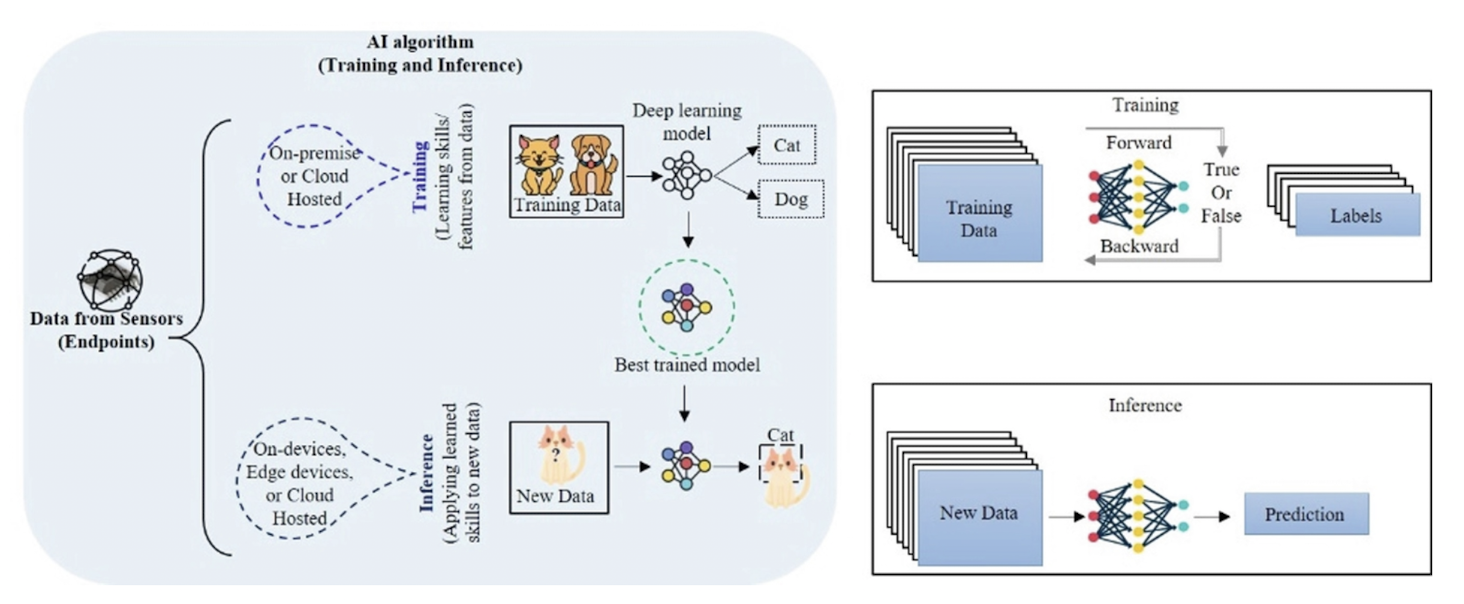 AI algorithm
(Training and Inference)
On-premise
or Cloud
Hosted
Training
(Learning skills/
features from data)
Training Data
Deep learning
model
Cat
Dog
Data from Sensors
(Endpoints)
Best trained model
On-devices,
Edge devices,
or Cloud
Hosted
Inference
(Applying learned
skills to new data)
?
New Data
Cat
Training
Training
Data
Forward
Backward
True
Or
False
Labels
Inference
New Data
Prediction